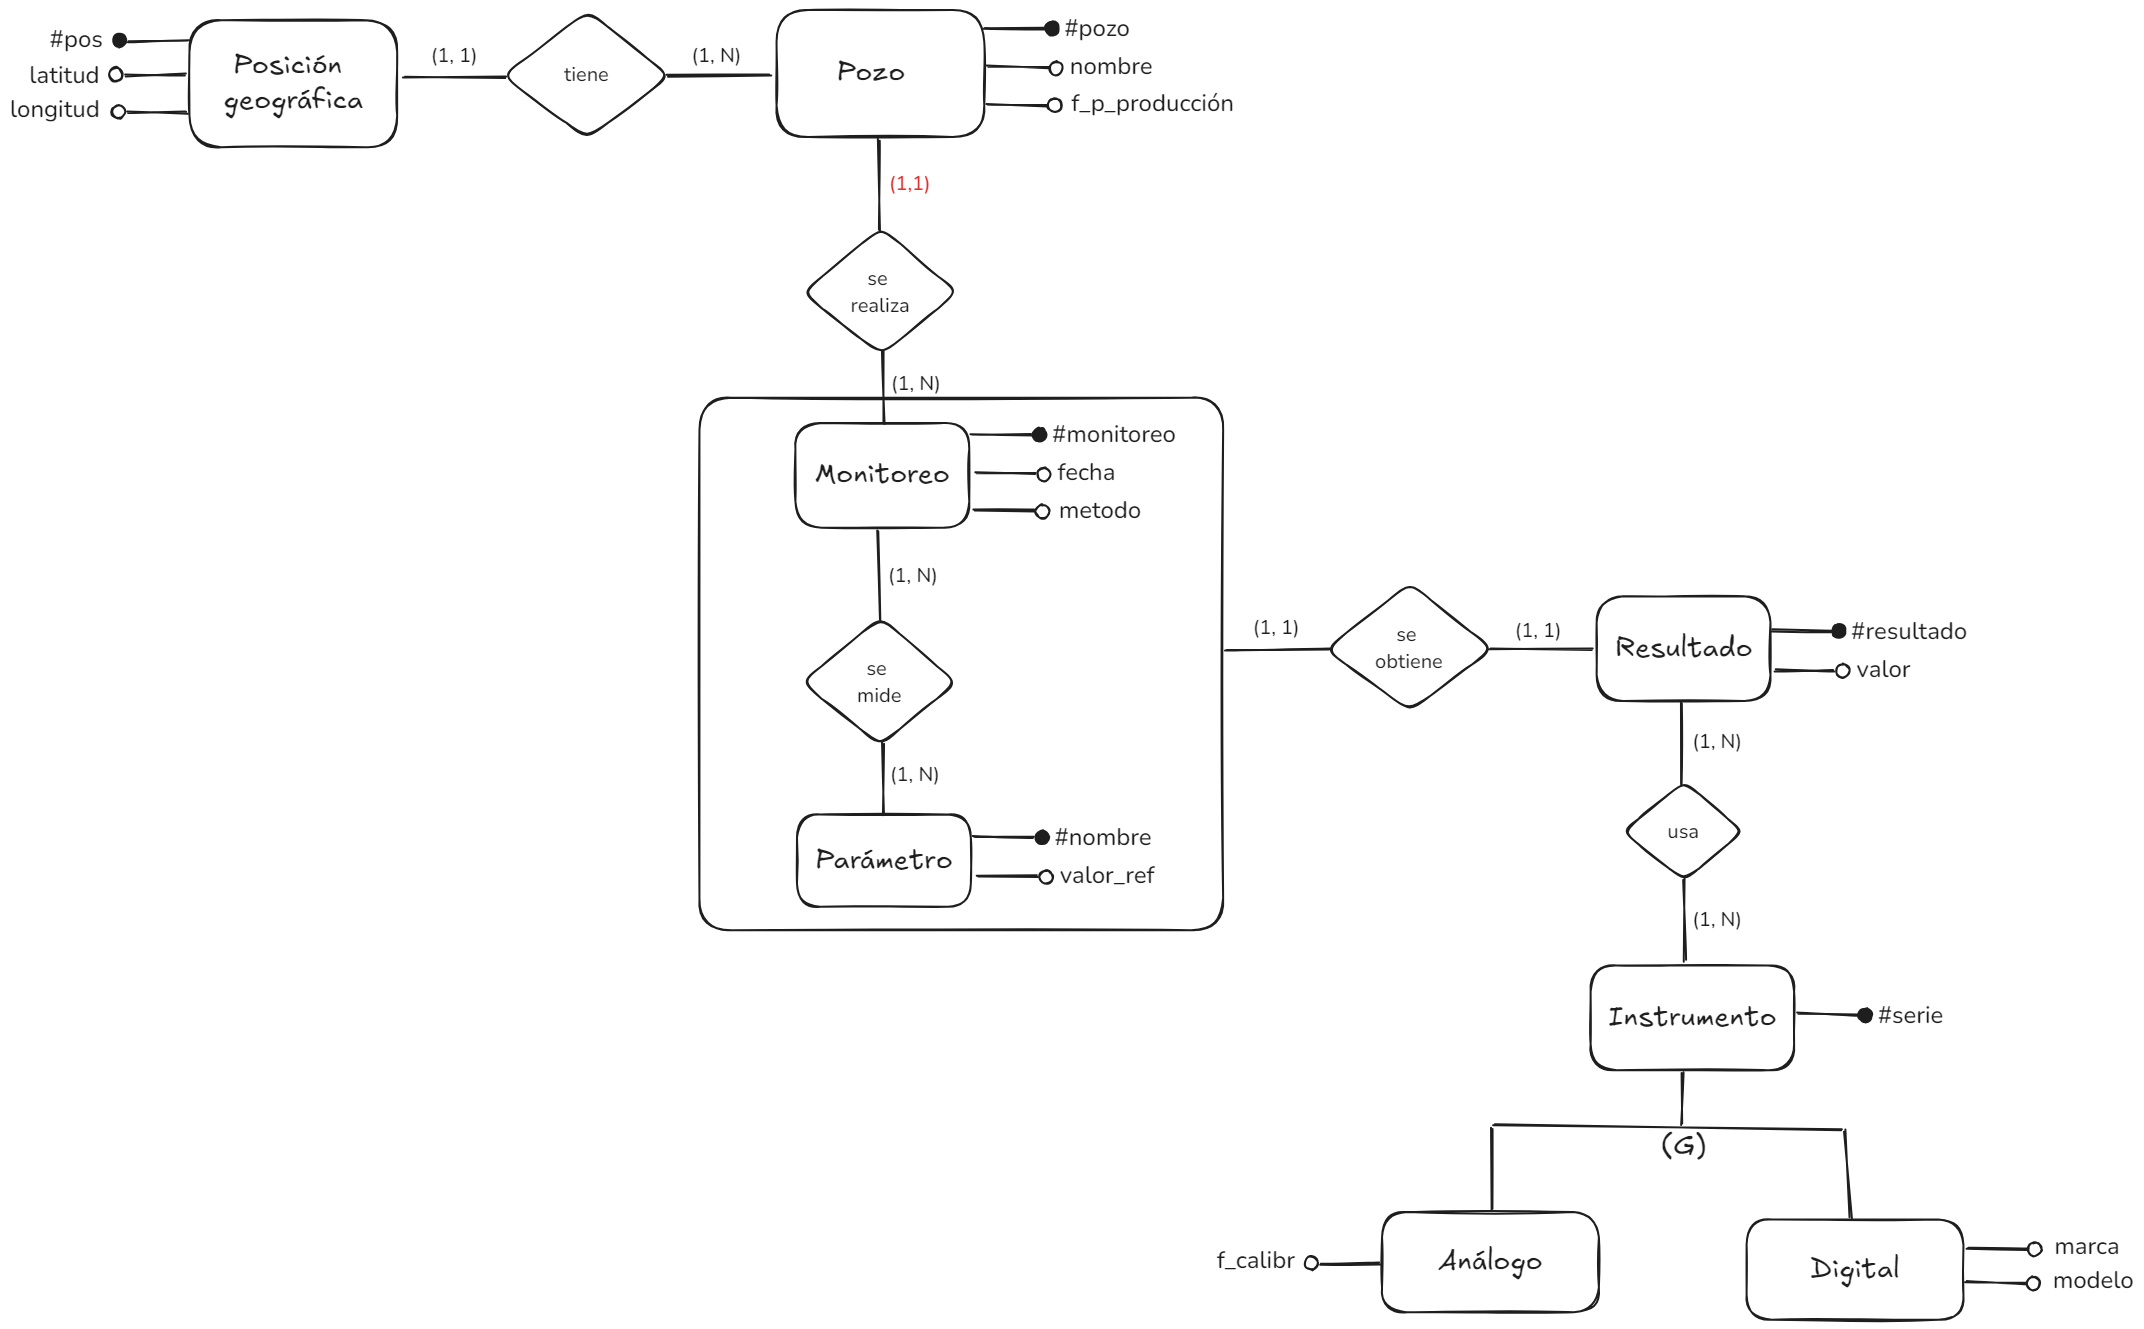 #pos
latitud
longitud
Posición
geográfica
(1, 1)
tiene
(1, N)
Pozo
#pozo
nombre
f_p_producción
(1,1)
se
realiza
(1, N)
Monitoreo
#monitoreo
fecha
metodo
(1, N)
se
mide
(1, N)
Parámetro
#nombre
valor_ref
(1, 1)
se
obtiene
(1, 1)
Resultado
#resultado
valor
(1, N)
usa
(1, N)
Instrumento
#serie
(G)
f_calibr
Análogo
Digital
marca
modelo